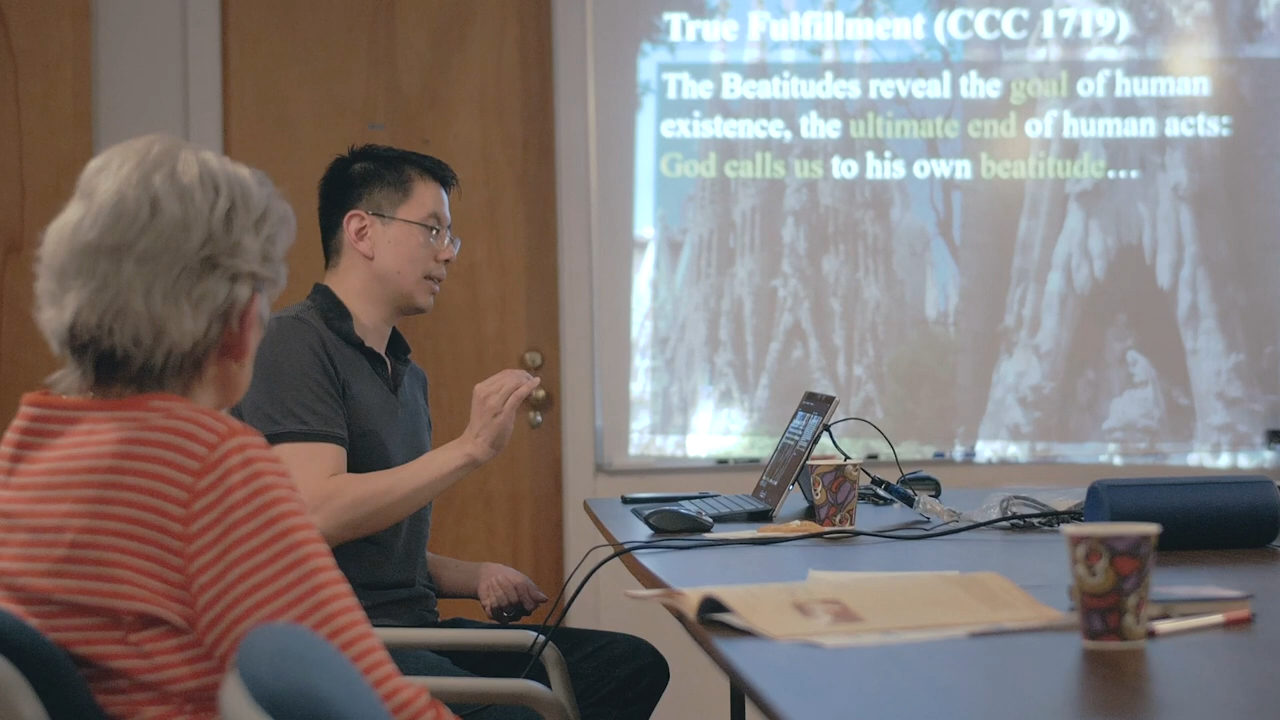 True Fulfillment (CCC 1719)
The Beatitudes reveal the goal of human
existence, the ultimate end of human acts:
God calls us to his own beatitude…